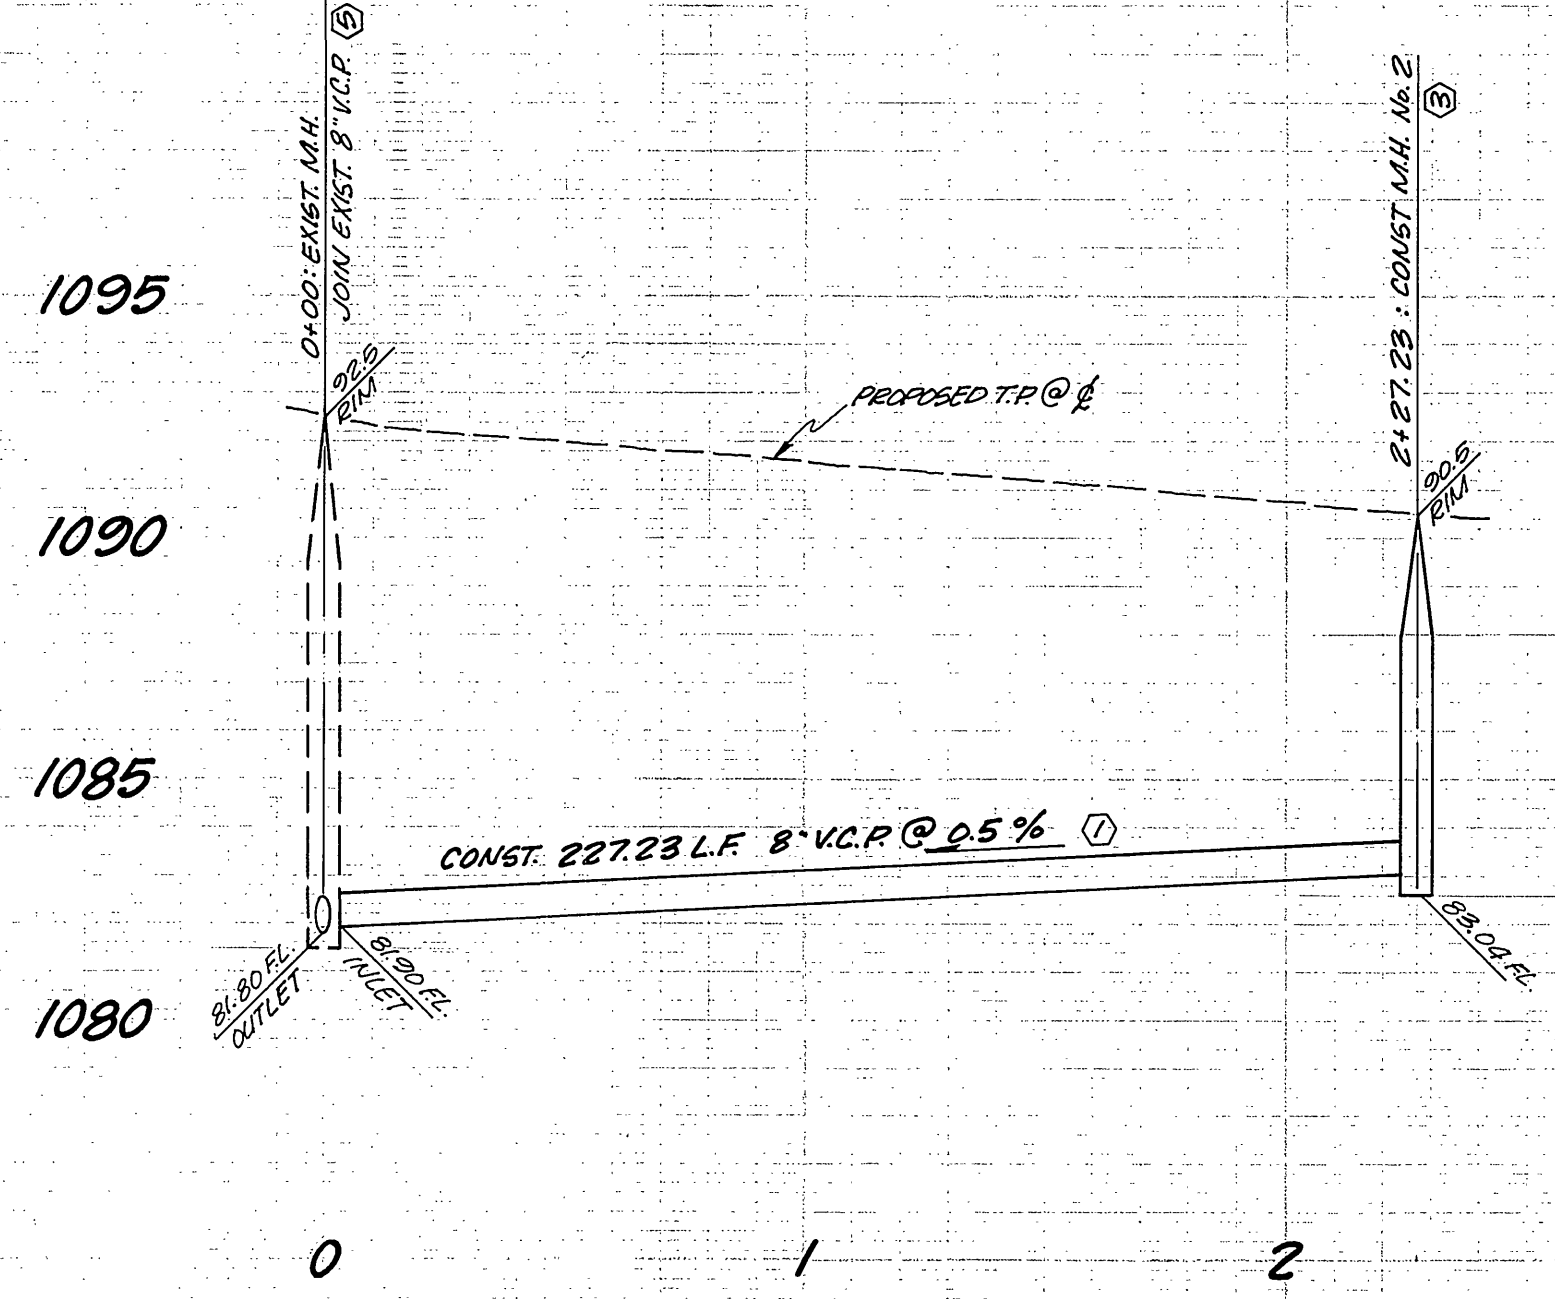 0+00: EXIST. M.H.
JOIN EXIST. 8" V.C.P. 5
2+27.23 : CONST M.H. No. 2
3
1095
92.5
RIM
PROPOSED T.P. @ ℄
90.5
RIM
1090
1085
CONST. 227.23 L.F. 8" V.C.P. @ 0.5 % 1
81.80 F.L.
OUTLET
81.90 F.L.
INLET
83.04 F.L.
1080
0 1 2